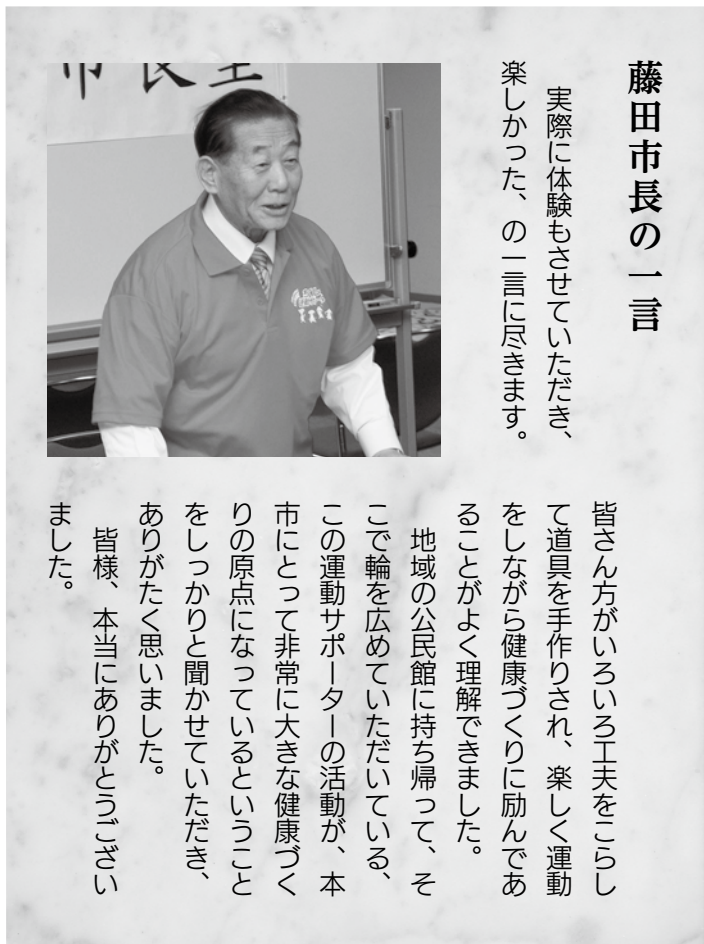 藤田市長の一言
実際に体験もさせていただき、
楽しかった、の一言に尽きます。
市長室
皆さん方がいろいろ工夫をこらし
て道具を手作りされ、楽しく運動
をしながら健康づくりに励んであ
ることがよく理解できました。
地域の公民館に持ち帰って、そ
こで輪を広めていただいている、
この運動サポーターの活動が、本
市にとって非常に大きな健康づく
りの原点になっているということ
をしっかりと聞かせていただき、
ありがたく思いました。
皆様、本当にありがとうござい
ました。